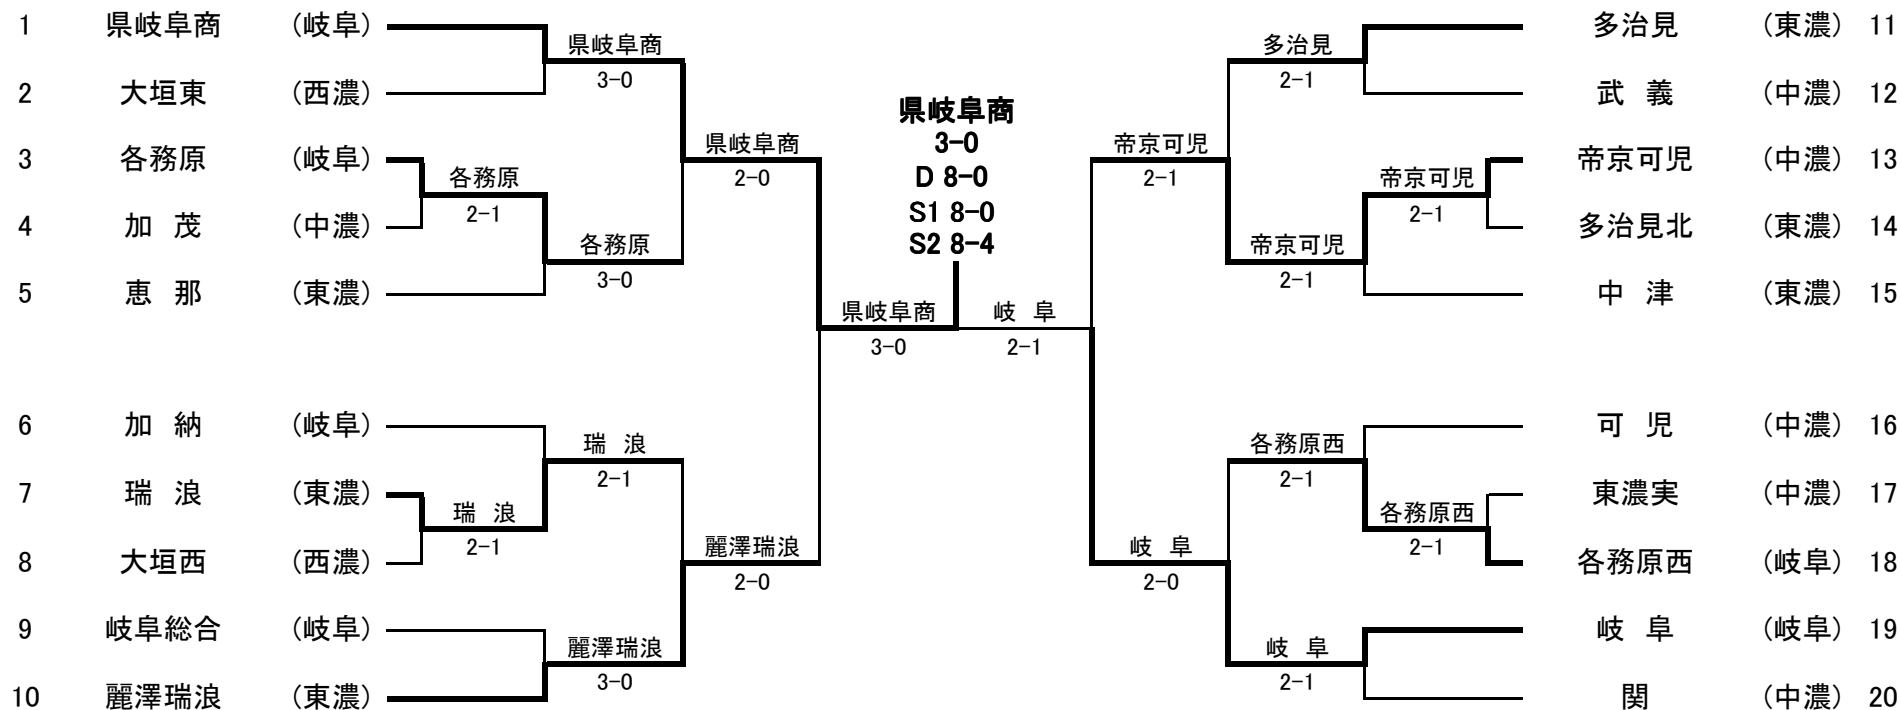 1 県岐阜商 (岐阜) 多治見 (東濃) 11
県岐阜商 多治見
3-0 2-1
2 大垣東 (西濃) 武 義 (中濃) 12
県岐阜商
3-0
県岐阜商 帝京可児
3 各務原 (岐阜) 帝京可児 (中濃) 13
各務原 2-0 D 8-0 2-1 帝京可児
2-1 S1 8-0 2-1
4 加 茂 (中濃) 多治見北 (東濃) 14
各務原 S2 8-4 帝京可児
3-0 2-1
5 恵 那 (東濃) 中 津 (東濃) 15
県岐阜商 岐 阜
3-0 2-1
6 加 納 (岐阜) 可 児 (中濃) 16
瑞 浪 各務原西
2-1 2-1
7 瑞 浪 (東濃) 東濃実 (中濃) 17
瑞 浪 各務原西
2-1 麗澤瑞浪 岐 阜 2-1
8 大垣西 (西濃) 各務原西 (岐阜) 18
2-0 2-0
9 岐阜総合 (岐阜) 岐 阜 (岐阜) 19
麗澤瑞浪 岐 阜
3-0 2-1
10 麗澤瑞浪 (東濃) 関 (中濃) 20